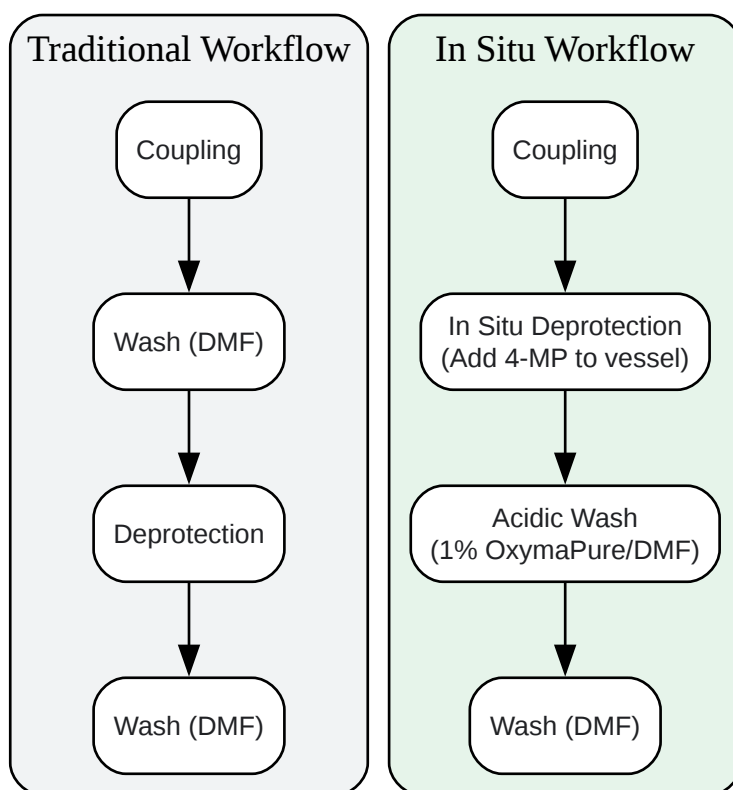 Traditional Workflow
Coupling
Wash (DMF)
Deprotection
Wash (DMF)
In Situ Workflow
Coupling
In Situ Deprotection
(Add 4-MP to vessel)
Acidic Wash
(1% OxymaPure/DMF)
Wash (DMF)